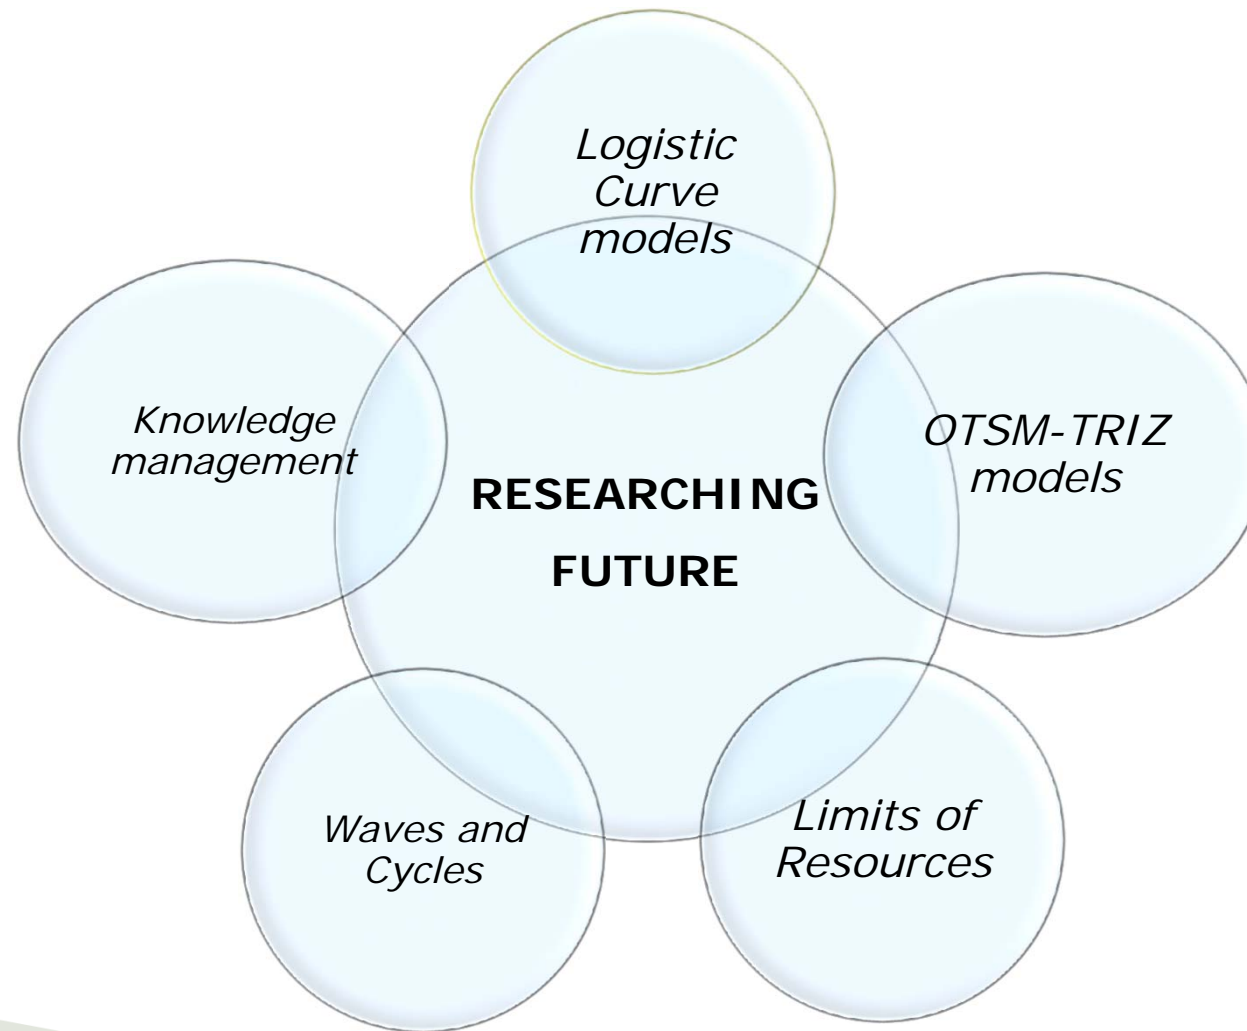 Logistic
Curve
models
Knowledge
management
OTSM-TRIZ
models
RESEARCHING
FUTURE
Waves and
Cycles
Limits of
Resources